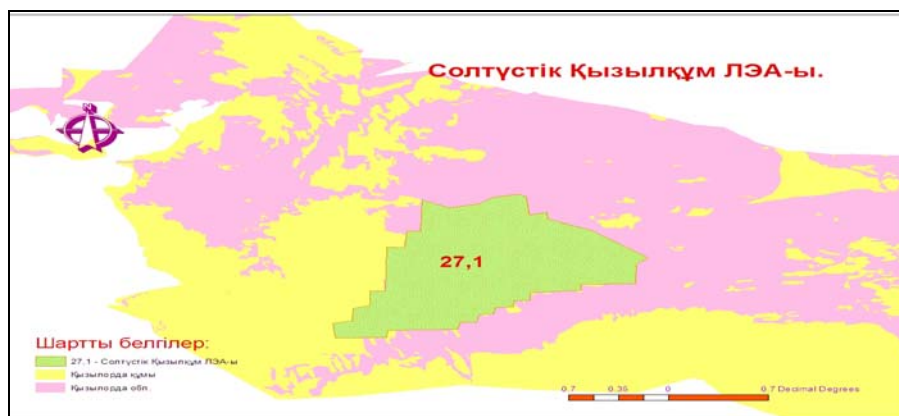 Солтүстік Қызылқұм ЛЭА-ы.
N
27,1
Шартты белгілер:
27,1 - Солтүстік Қызылқұм ЛЭА-ы
Қызылорда құмы
Қызылорда обл.
0.7 0.35 0 0.7 Decimal Degrees